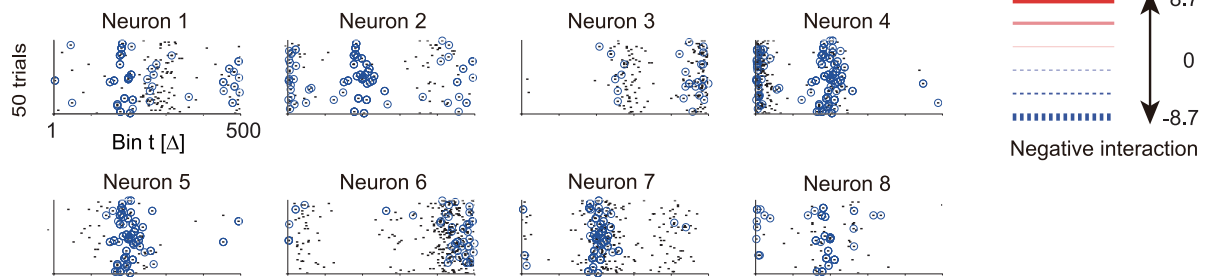 Neuron 1
Neuron 2
Neuron 3
Neuron 4
50 trials
1
500
Bin t [Δ]
8.7
0
-8.7
Negative interaction
Neuron 5
Neuron 6
Neuron 7
Neuron 8